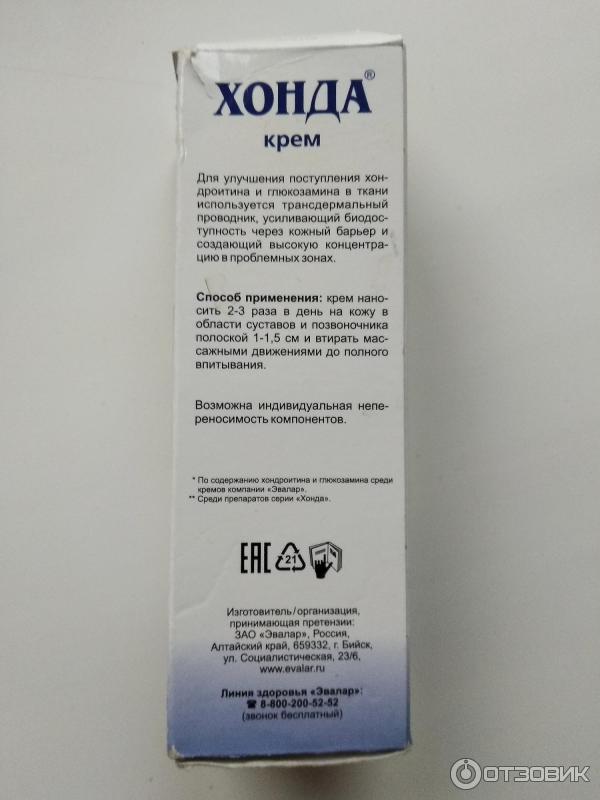 ХОНДА®
крем
Для улучшения поступления хон-
дроитина и глюкозамина в ткани
используется трансдермальный
проводник, усиливающий биодос-
тупность через кожный барьер и
создающий высокую концентра-
цию в проблемных зонах.
Способ применения: крем нано-
сить 2-3 раза в день на кожу в
области суставов и позвоночника
полоской 1-1,5 см и втирать мас-
сажными движениями до полного
впитывания.
Возможна индивидуальная непе-
реносимость компонентов.
* По содержанию хондроитина и глюкозамина среди
кремов компании «Эвалар».
** Среди препаратов серии «Хонда».
EAC 21
Изготовитель/организация,
принимающая претензии:
ЗАО «Эвалар», Россия,
Алтайский край, 659332, г. Бийск,
ул. Социалистическая, 23/6,
www.evalar.ru
Линия здоровья «Эвалар»:
☎ 8-800-200-52-52
(звонок бесплатный)
ОТЗОВИК